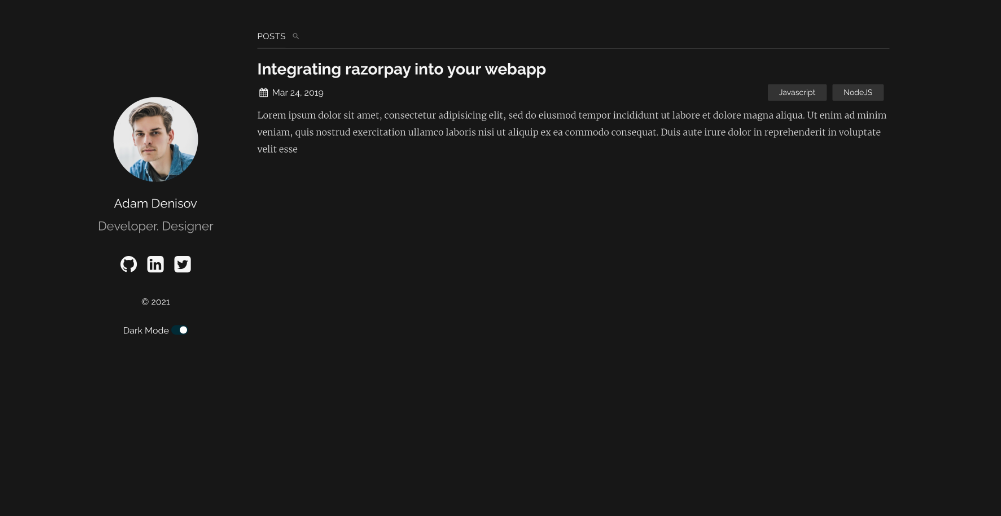 POSTS
Integrating razorpay into your webapp
Mar 24, 2019
Javascript
NodeJS
Lorem ipsum dolor sit amet, consectetur adipisicing elit, sed do eiusmod tempor incididunt ut labore et dolore magna aliqua. Ut enim ad minim
veniam, quis nostrud exercitation ullamco laboris nisi ut aliquip ex ea commodo consequat. Duis aute irure dolor in reprehenderit in voluptate
velit esse
Adam Denisov
Developer. Designer
in
© 2021
Dark Mode